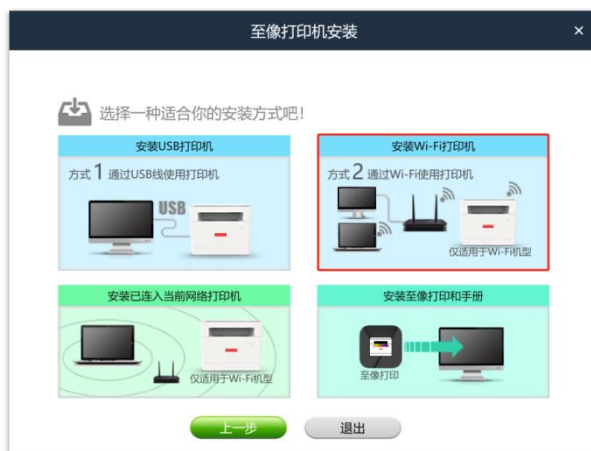 至像打印机安装
×
选择一种适合你的安装方式吧！
安装USB打印机
方式1通过USB线使用打印机
USB
安装Wi-Fi打印机
方式2通过Wi-Fi使用打印机
仅适用于Wi-Fi机型
安装已连入当前网络打印机
仅适用于Wi-Fi机型
安装至像打印和手册
至像打印
上一步
退出